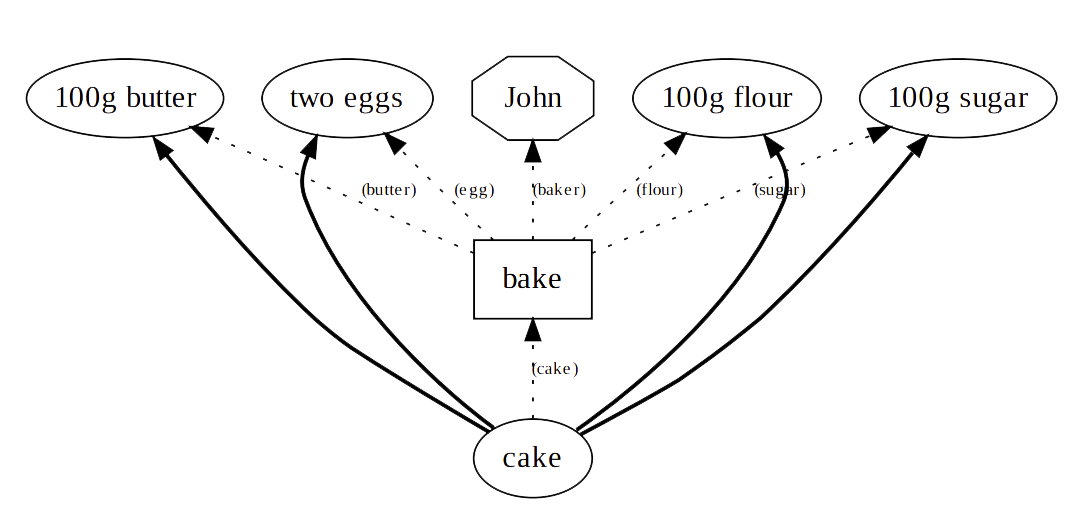 100g butter
two eggs
John
100g flour
100g sugar
(butter)
(egg)
(baker)
(flour)
(sugar)
bake
(cake)
cake